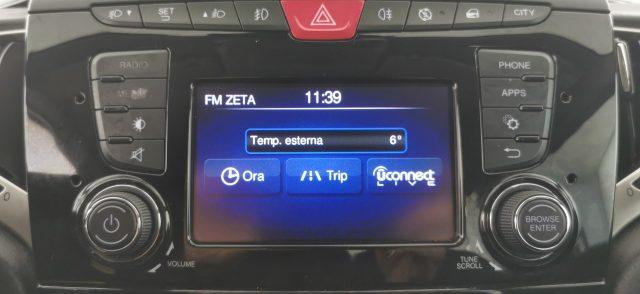 SET
CITY
RADIO
PHONE
APPS
FM ZETA 11:39
Temp. esterna 6°
Ora
Trip
uconnect
LIVE
BROWSE
ENTER
VOLUME
TUNE
SCROLL